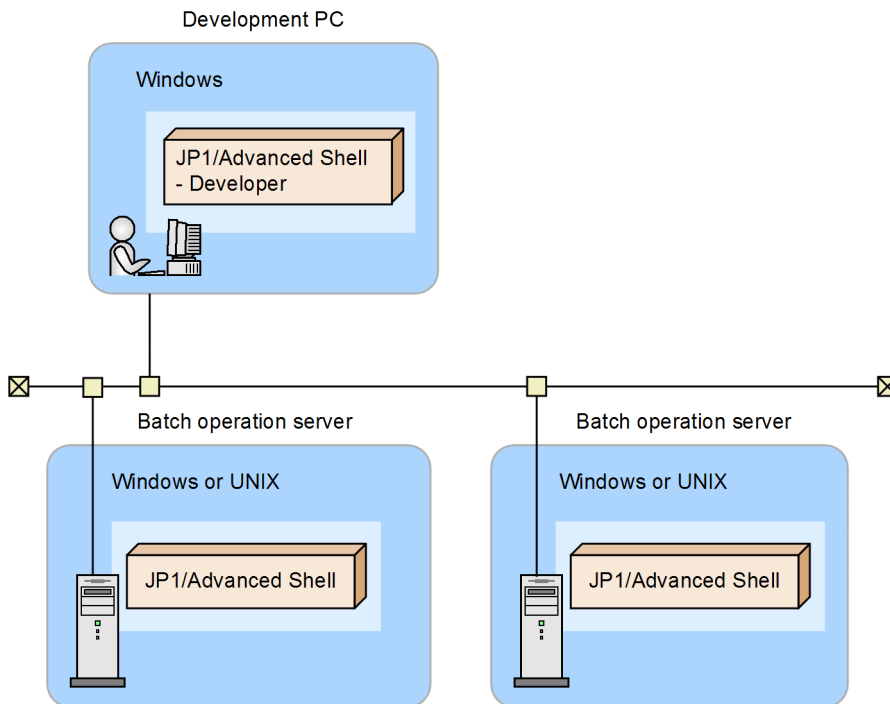 Development PC
Windows
JP1/Advanced Shell
- Developer
Batch operation server
Windows or UNIX
JP1/Advanced Shell
Batch operation server
Windows or UNIX
JP1/Advanced Shell